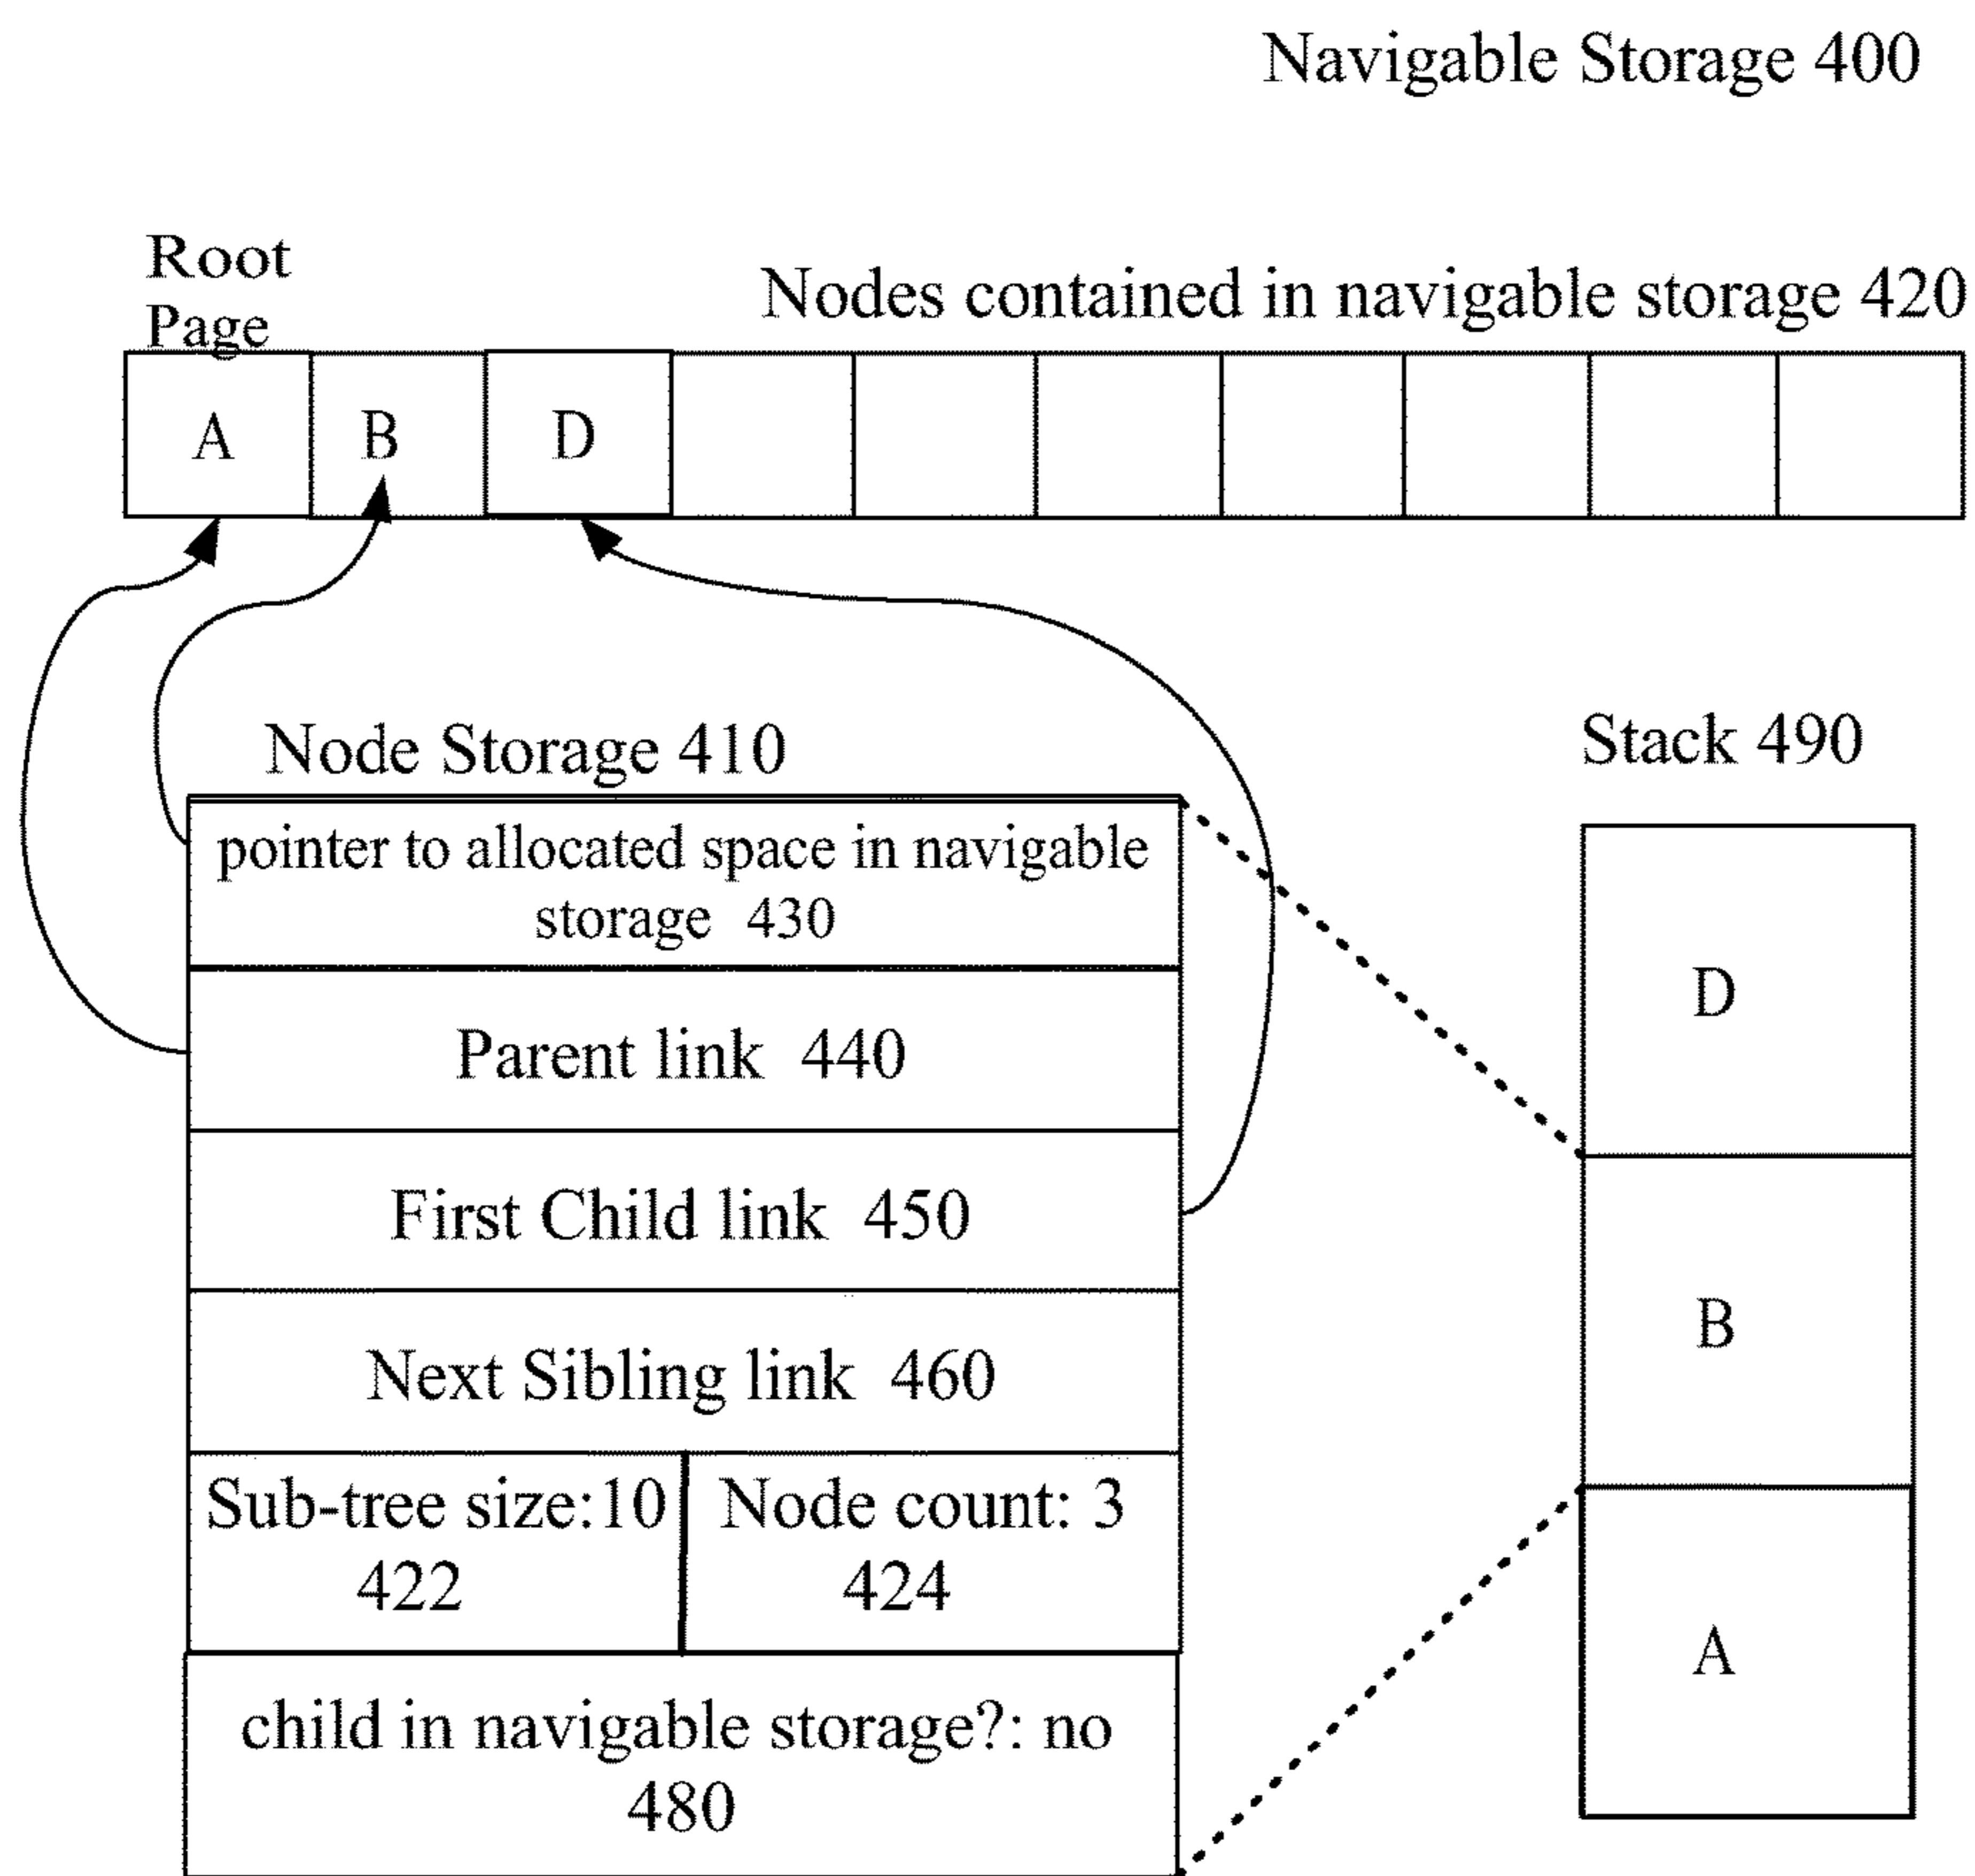 Navigable Storage 400
Root
Page
Nodes contained in navigable storage 420
A
B
D
Node Storage 410
Stack 490
pointer to allocated space in navigable
storage 430
Parent link 440
First Child link 450
Next Sibling link 460
Sub-tree size:10
422
Node count: 3
424
child in navigable storage?: no
480
D
B
A